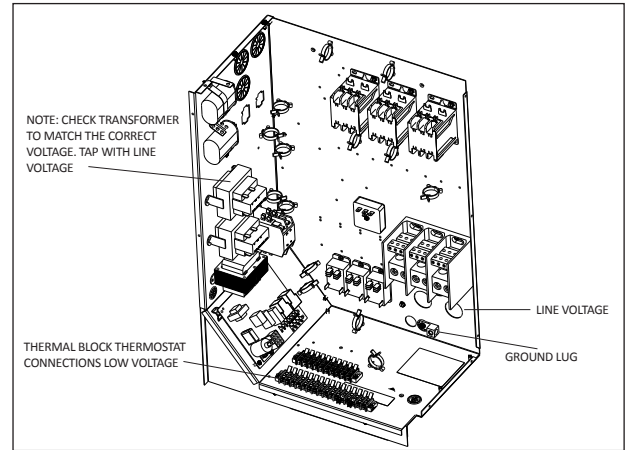 NOTE: CHECK TRANSFORMER
TO MATCH THE CORRECT
VOLTAGE. TAP WITH LINE
VOLTAGE
LINE VOLTAGE
GROUND LUG
THERMAL BLOCK THERMOSTAT
CONNECTIONS LOW VOLTAGE